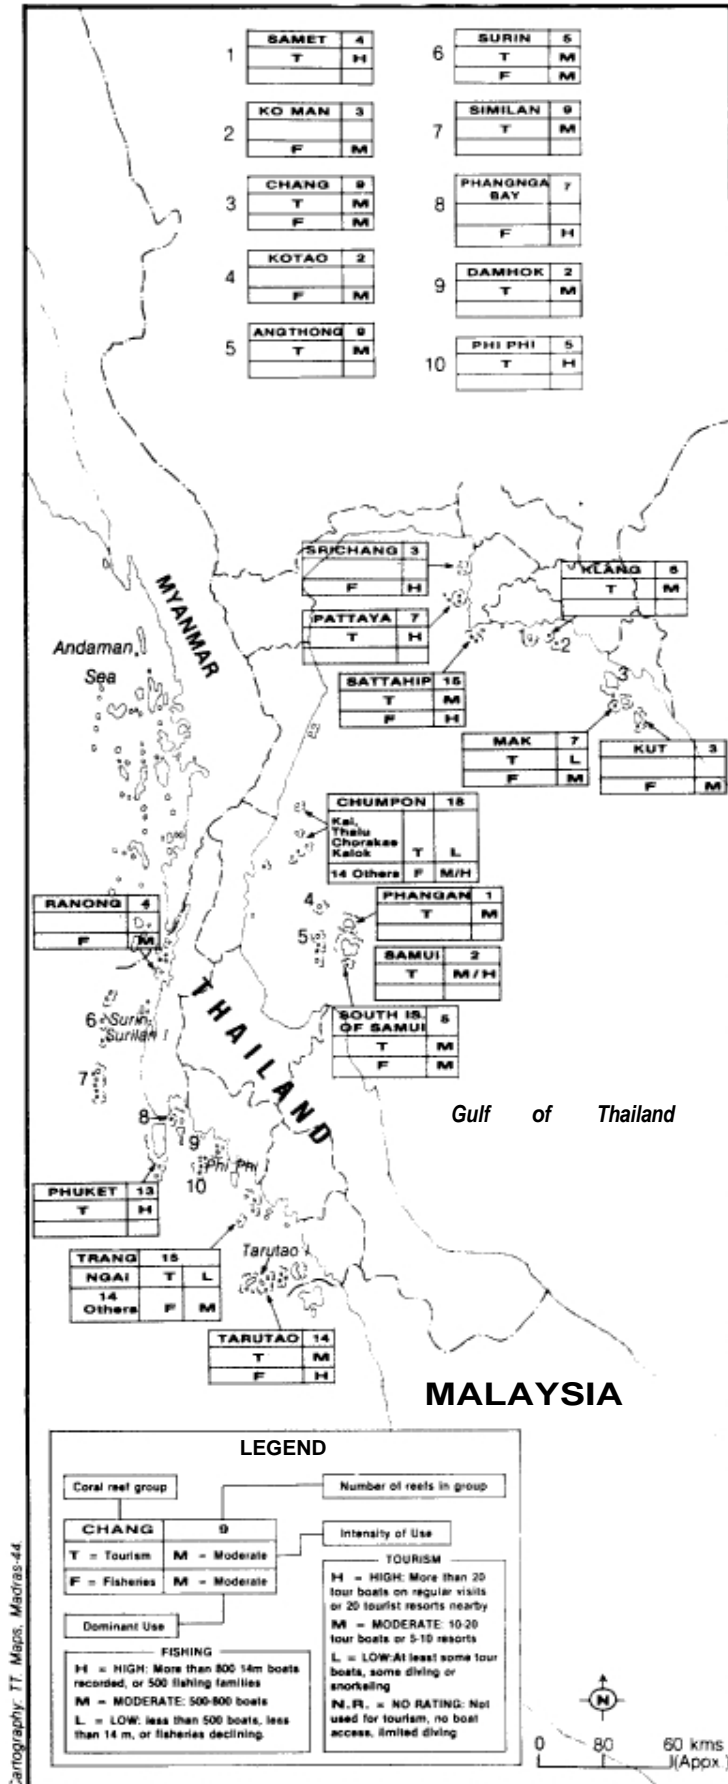 1 SAMET 4
T H
2 KO MAN 3
F M
3 CHANG 9
T M
F M
4 KOTAO 2
F M
5 ANGTHONG 9
T M
6 SURIN 5
T M
F M
7 SIMILAN 9
T M
8 PHANGNGA BAY 7
F H
9 DAMHOK 2
T M
10 PHI PHI 5
T H
SRICHANG 3
F H
KLANG 6
T M
PATTAYA 7
T H
2
MYANMAR
Andaman
Sea
SATTAHIP 15
T M
F H
3
MAK 7
T L
F M
KUT 3
F M
CHUMPON 18
Kai,
Thalu
Chorakae
Kalok T L
14 Others F M/H
RANONG 4
F M
4
PHANGAN 1
T M
5
SAMUI 2
T M/H
THAILAND
SOUTH IS.
OF SAMUI 5
T M
F M
6 Surin
Surilan I
7
Gulf of Thailand
8
9
Phi Phi
10
PHUKET 13
T H
TRANG 15
NGAI T L
14
Others F M
Tarutao I
TARUTAO 14
T M
F H
MALAYSIA
LEGEND
Coral reef group
Number of reefs in group
CHANG 9
T = Tourism M = Moderate
F = Fisheries M = Moderate
Intensity of Use
Dominant Use
FISHING
H = HIGH: More than 800 14m boats
recorded, or 500 fishing families
M = MODERATE: 500-800 boats
L = LOW: less than 500 boats, less
than 14 m, or fisheries declining.
TOURISM
H = HIGH: More than 20
tour boats on regular visits
or 20 tourist resorts nearby
M = MODERATE: 10-20
tour boats or 5-10 resorts
L = LOW:At least some tour
boats, some diving or
snorkeling
N.R. = NO RATING: Not
used for tourism, no boat
access, limited diving
N
0 80 60 kms
(Appx.)
Cartography: TT. Maps, Madras-44.